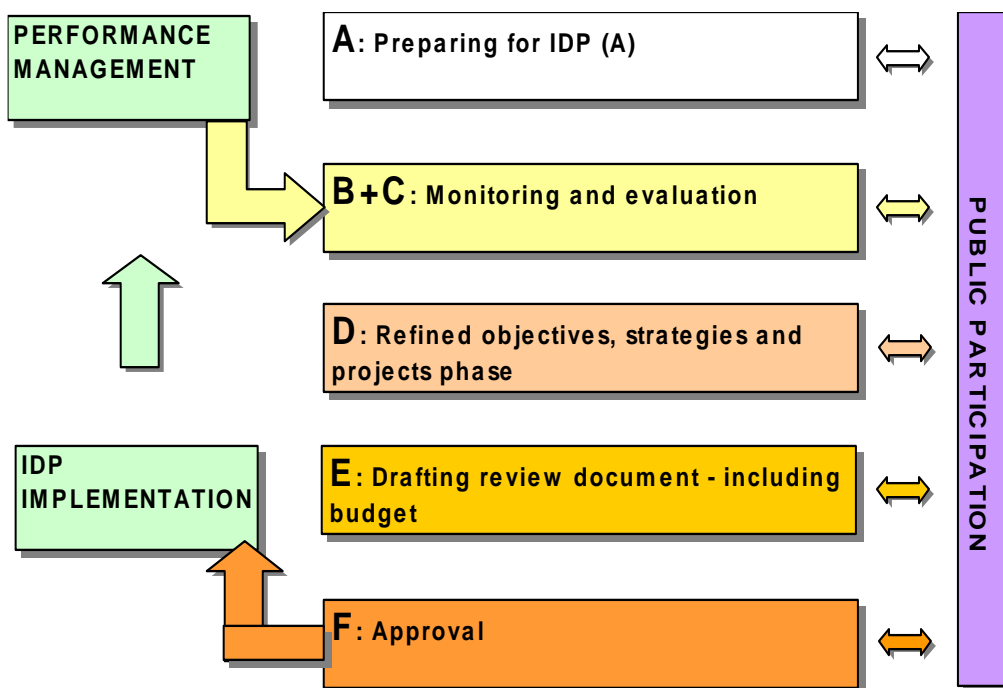 PERFORMANCE
MANAGEMENT
A: Preparing for IDP (A)
B+C: Monitoring and evaluation
D: Refined objectives, strategies and
projects phase
IDP
IMPLEMENTATION
E: Drafting review document - including
budget
F: Approval
PUBLIC PARTICIPATION